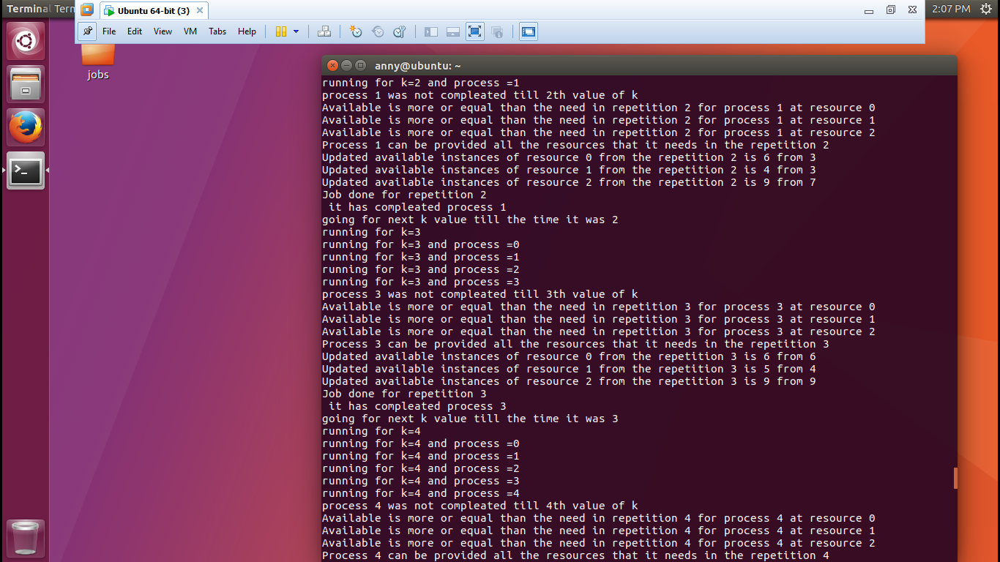 Terminal Tern
Ubuntu 64-bit (3)
2:07 PM
File Edit View VM Tabs Help
jobs
anny@ubuntu: ~
running for k=2 and process =1
process 1 was not compleated till 2th value of k
Available is more or equal than the need in repetition 2 for process 1 at resource 0
Available is more or equal than the need in repetition 2 for process 1 at resource 1
Available is more or equal than the need in repetition 2 for process 1 at resource 2
Process 1 can be provided all the resources that it needs in the repetition 2
Updated available instances of resource 0 from the repetition 2 is 6 from 3
Updated available instances of resource 1 from the repetition 2 is 4 from 3
Updated available instances of resource 2 from the repetition 2 is 9 from 7
Job done for repetition 2
it has compleated process 1
going for next k value till the time it was 2
running for k=3
running for k=3 and process =0
running for k=3 and process =1
running for k=3 and process =2
running for k=3 and process =3
process 3 was not compleated till 3th value of k
Available is more or equal than the need in repetition 3 for process 3 at resource 0
Available is more or equal than the need in repetition 3 for process 3 at resource 1
Available is more or equal than the need in repetition 3 for process 3 at resource 2
Process 3 can be provided all the resources that it needs in the repetition 3
Updated available instances of resource 0 from the repetition 3 is 6 from 6
Updated available instances of resource 1 from the repetition 3 is 5 from 4
Updated available instances of resource 2 from the repetition 3 is 9 from 9
Job done for repetition 3
it has compleated process 3
going for next k value till the time it was 3
running for k=4
running for k=4 and process =0
running for k=4 and process =1
running for k=4 and process =2
running for k=4 and process =3
running for k=4 and process =4
process 4 was not compleated till 4th value of k
Available is more or equal than the need in repetition 4 for process 4 at resource 0
Available is more or equal than the need in repetition 4 for process 4 at resource 1
Available is more or equal than the need in repetition 4 for process 4 at resource 2
Process 4 can be provided all the resources that it needs in the repetition 4